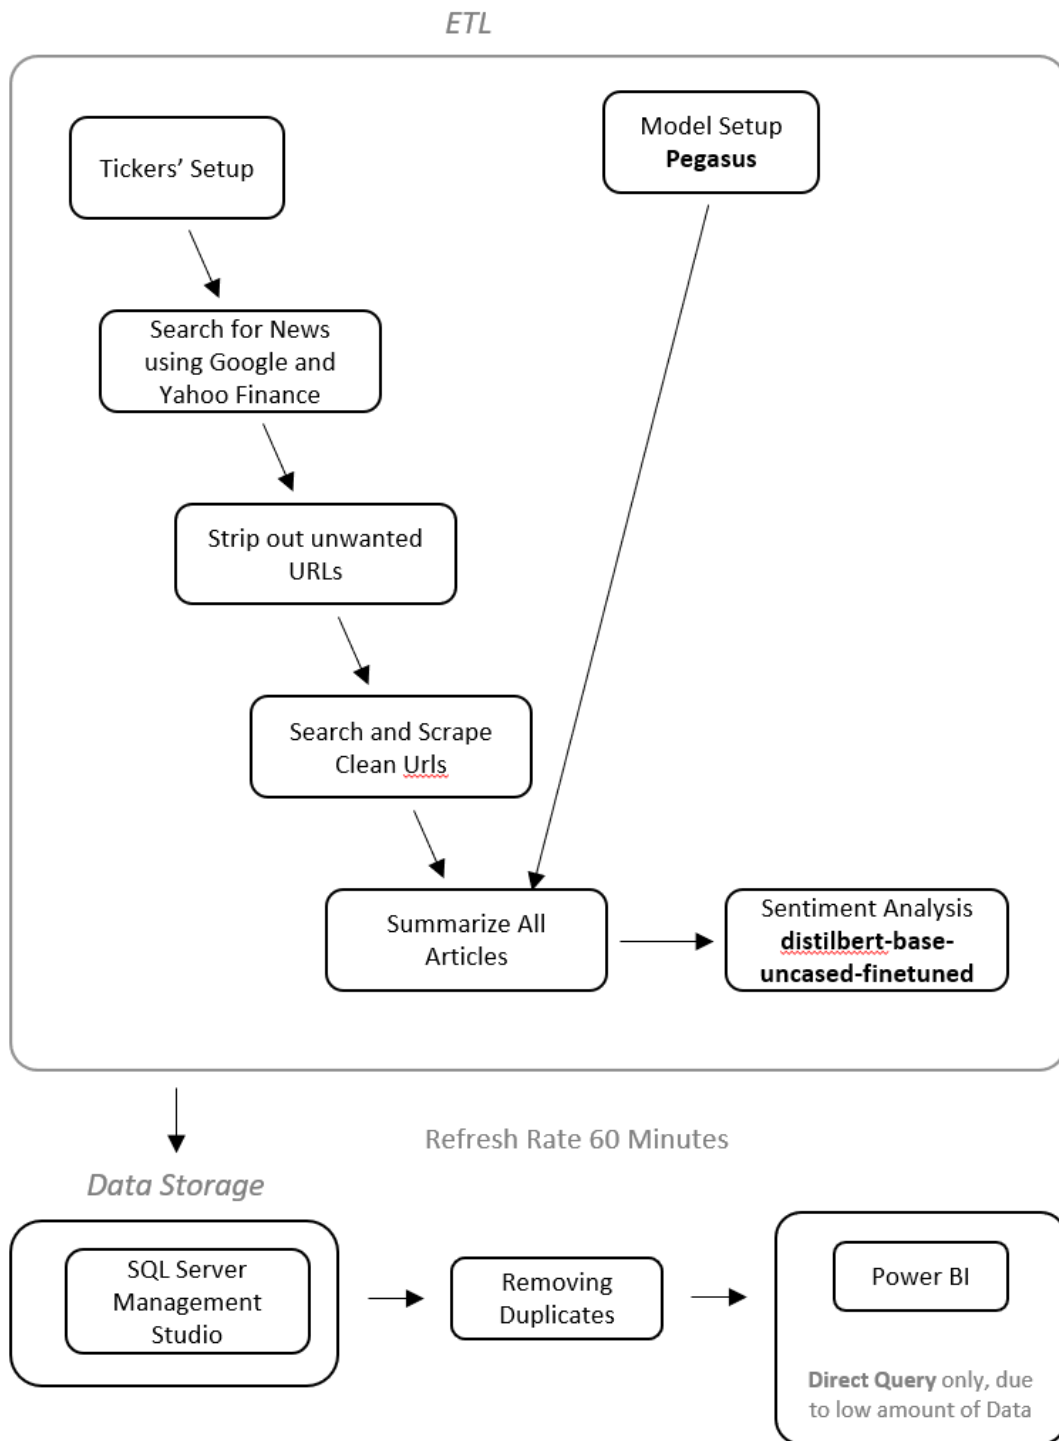 ETL
Tickers’ Setup
Model Setup
Pegasus
Search for News
using Google and
Yahoo Finance
Strip out unwanted
URLs
Search and Scrape
Clean Urls
Summarize All
Articles
Sentiment Analysis
distilbert-base-
uncased-finetuned
Refresh Rate 60 Minutes
Data Storage
SQL Server
Management
Studio
Removing
Duplicates
Power BI
Direct Query only, due
to low amount of Data